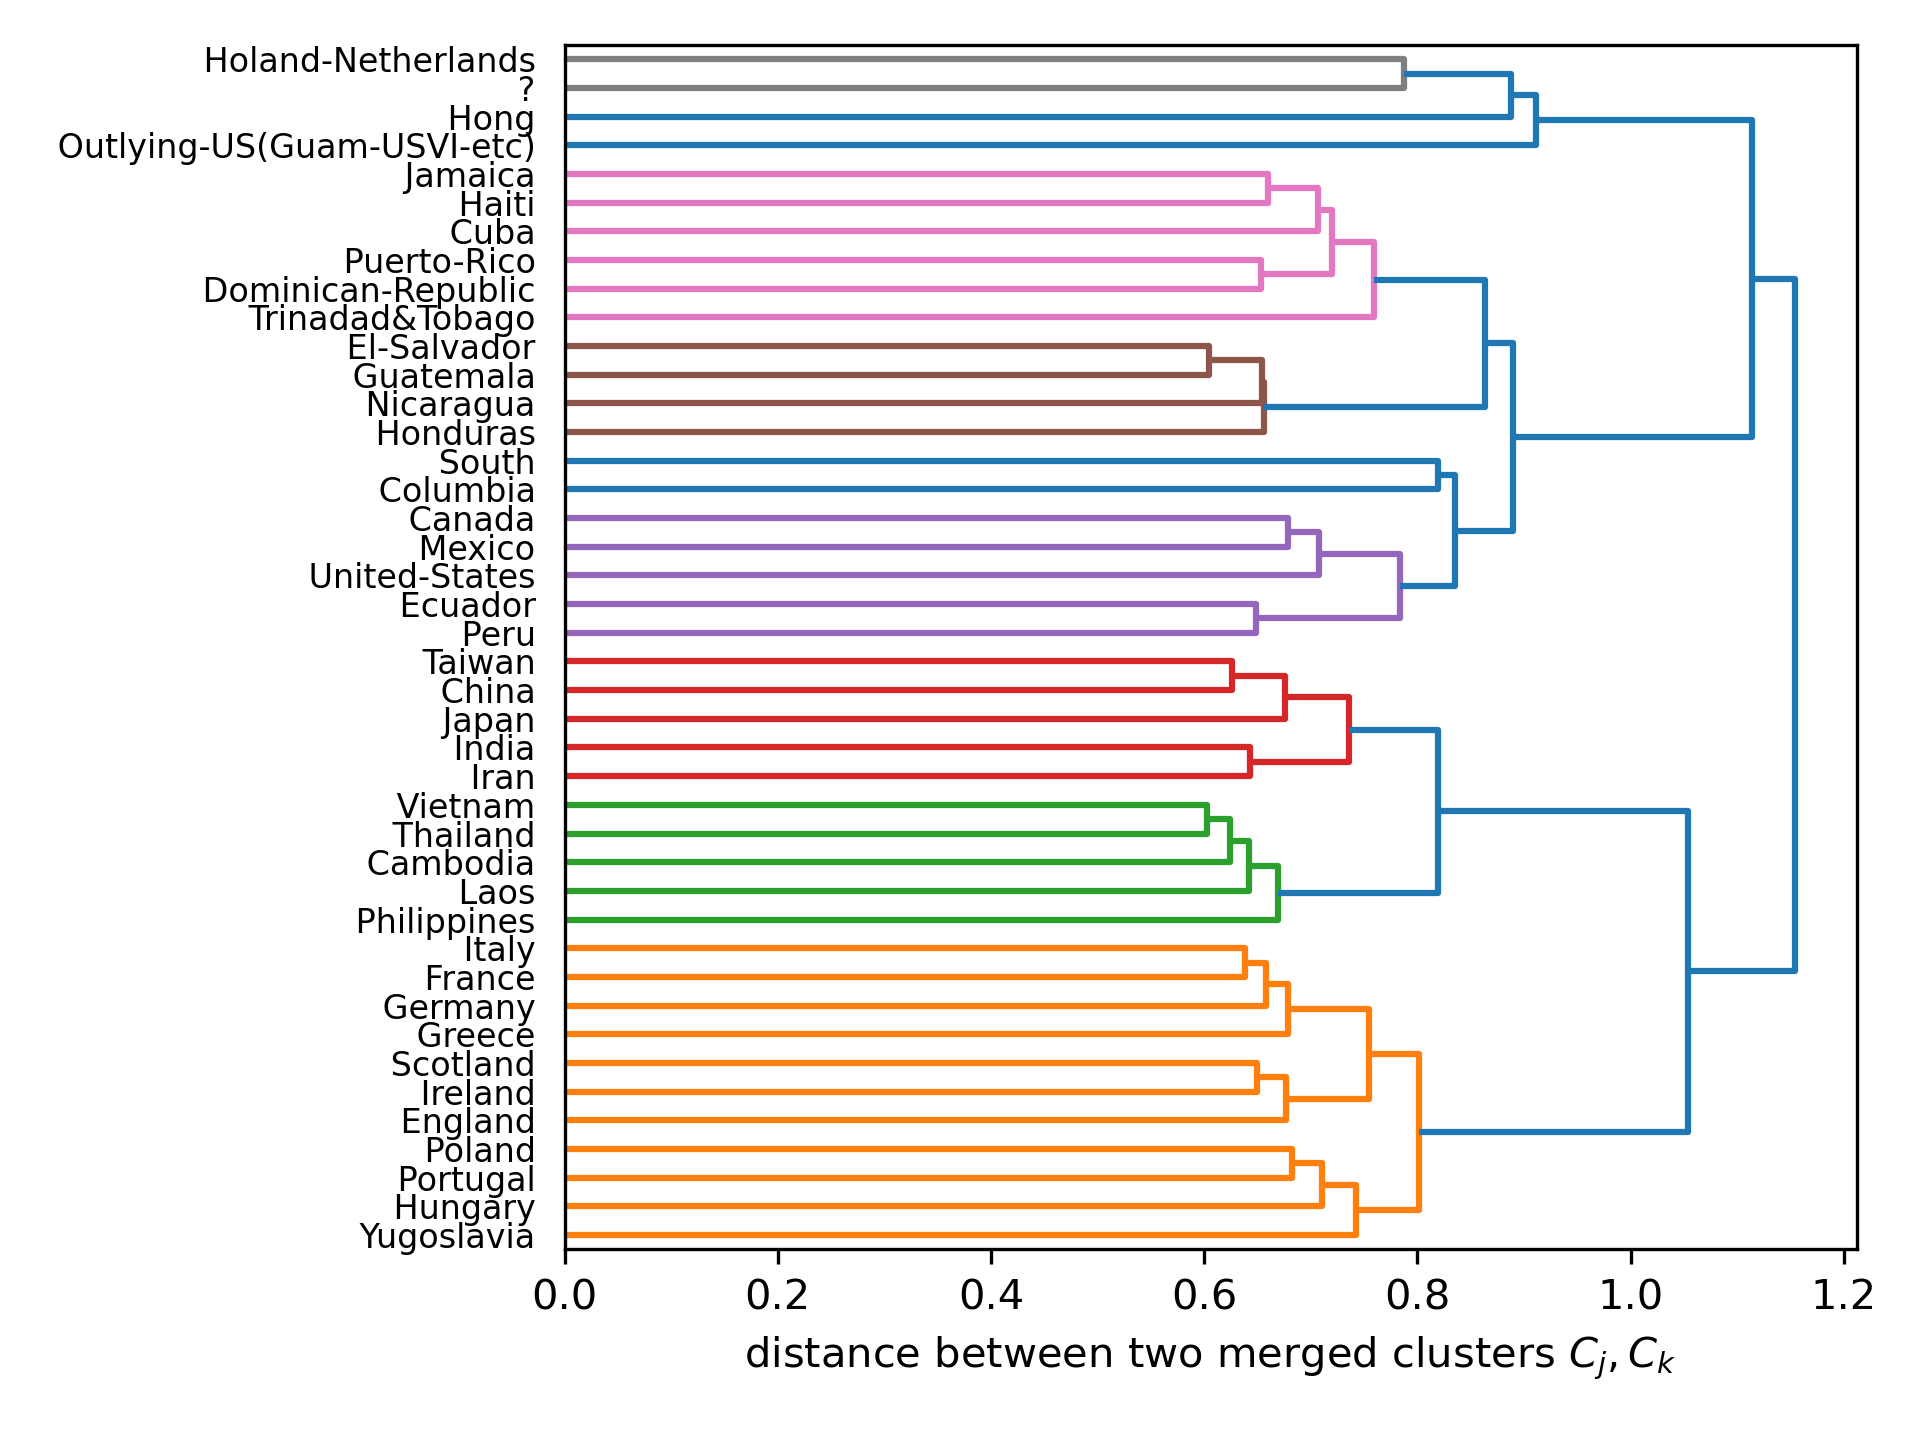 Holand-Netherlands
?
Hong
Outlying-US(Guam-USVI-etc)
Jamaica
Haiti
Cuba
Puerto-Rico
Dominican-Republic
Trinadad&Tobago
El-Salvador
Guatemala
Nicaragua
Honduras
South
Columbia
Canada
Mexico
United-States
Ecuador
Peru
Taiwan
China
Japan
India
Iran
Vietnam
Thailand
Cambodia
Laos
Philippines
Italy
France
Germany
Greece
Scotland
Ireland
England
Poland
Portugal
Hungary
Yugoslavia
0.0 0.2 0.4 0.6 0.8 1.0 1.2
distance between two merged clusters C_j, C_k